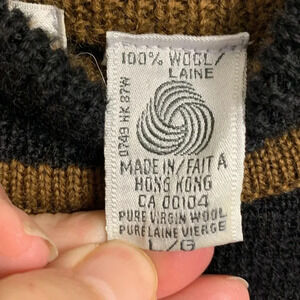 100% WOOL/
LAINE
0749 HK 87W
MADE IN/FAIT A
HONG KONG
CA 00104
PURE VIRGIN WOOL
PURE LAINE VIERGE
L/G